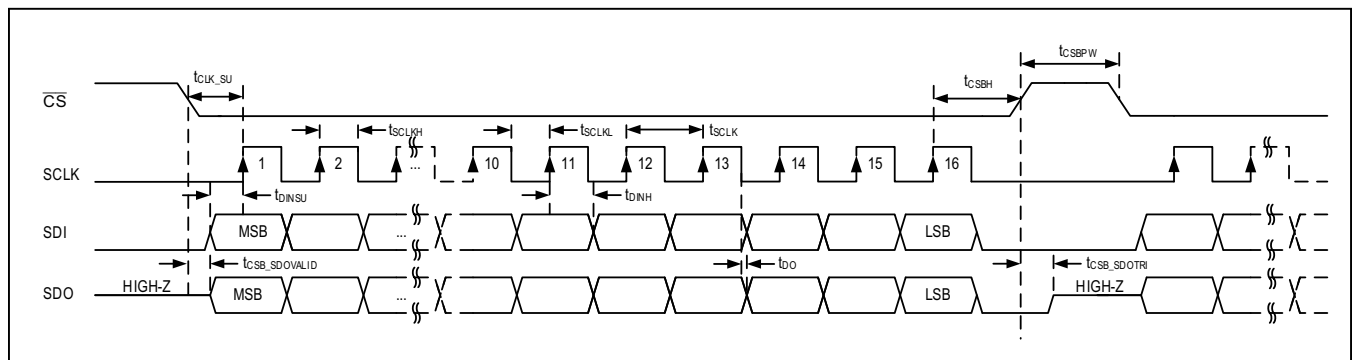 tCSBPW
tCLK_SU
tCSBH
CS
tSCLKH
tSCLKL
tSCLK
SCLK
1
2
...
10
11
12
13
14
15
16
tDINSU
tDINH
SDI
MSB
...
LSB
tCSB_SDOVALID
tDO
tCSB_SDOTRI
SDO
HIGH-Z
MSB
...
LSB
HIGH-Z